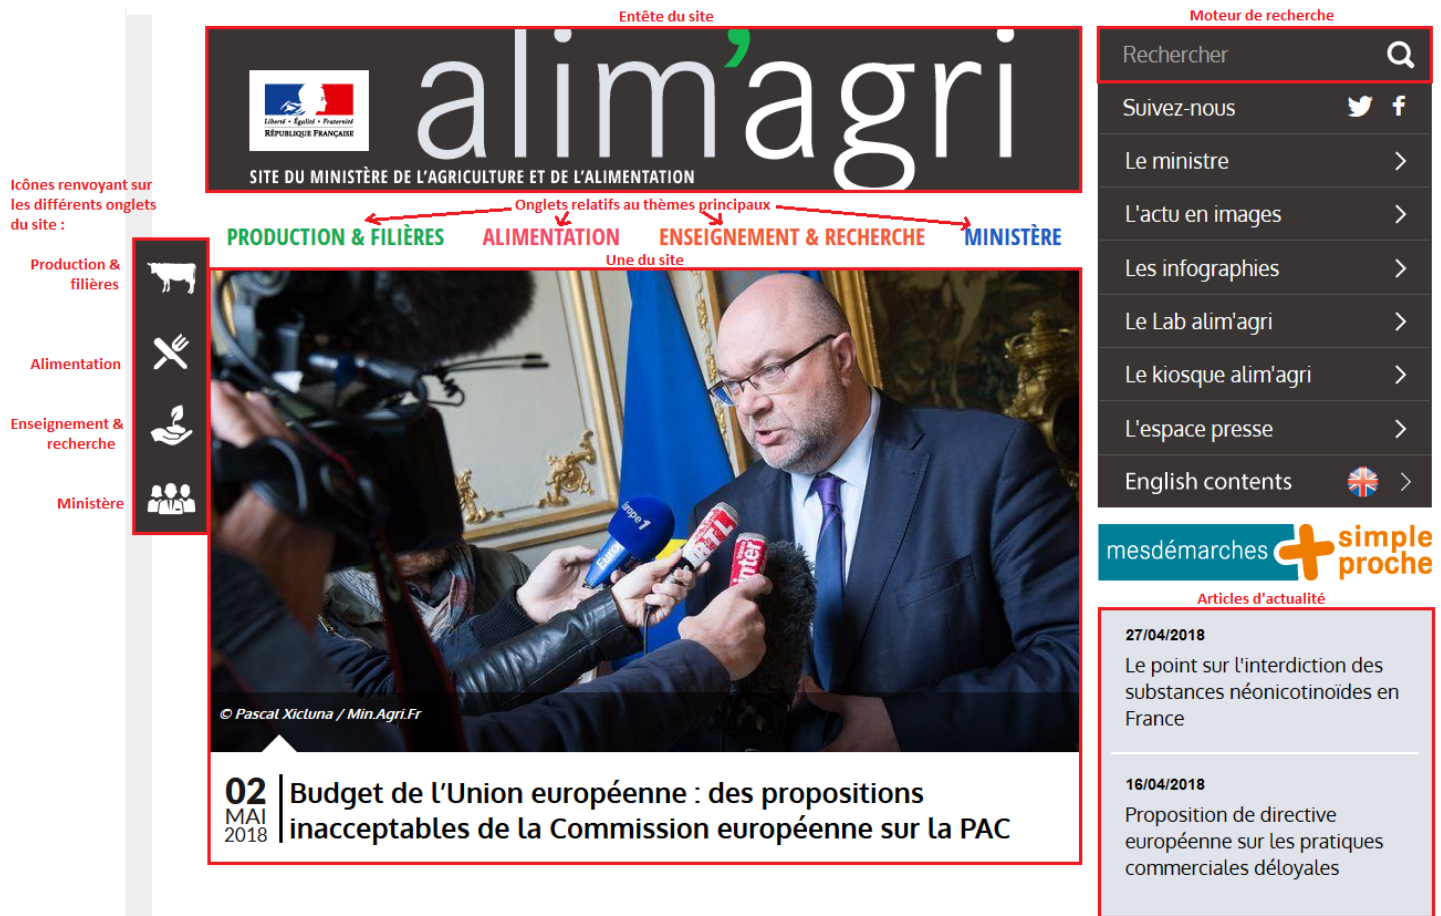 Entête du site
Moteur de recherche
alim'agri
Liberté • Égalité • Fraternité
RÉPUBLIQUE FRANÇAISE
SITE DU MINISTÈRE DE L'AGRICULTURE ET DE L'ALIMENTATION
Rechercher
Suivez-nous
Le ministre
L'actu en images
Les infographies
Le Lab alim'agri
Le kiosque alim'agri
L'espace presse
English contents
Icônes renvoyant sur
les différents onglets
du site :
Production &
filières
Alimentation
Enseignement &
recherche
Ministère
Onglets relatif au thèmes principaux
PRODUCTION & FILIÈRES
ALIMENTATION
ENSEIGNEMENT & RECHERCHE
MINISTÈRE
Une du site
Europe 1
RTL
inter
© Pascal Xicluna / Min.Agri.Fr
02
MAI
2018
Budget de l'Union européenne : des propositions
inacceptables de la Commission européenne sur la PAC
mesdémarches
simple
proche
Articles d'actualité
27/04/2018
Le point sur l'interdiction des
substances néonicotinoïdes en
France
16/04/2018
Proposition de directive
européenne sur les pratiques
commerciales déloyales